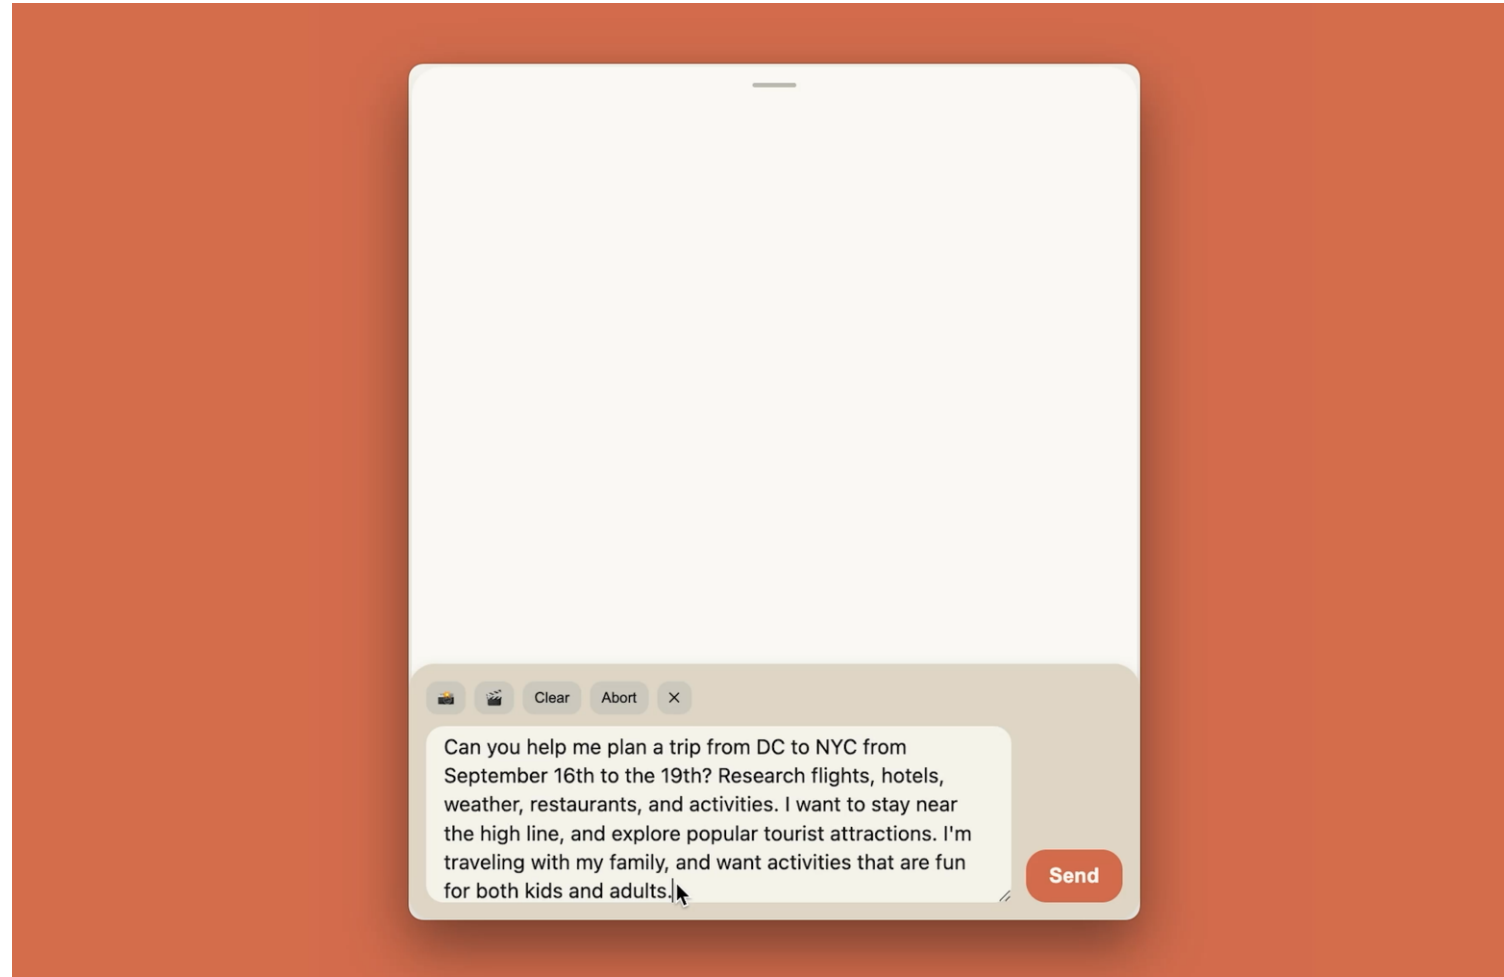 Clear Abort ×
Can you help me plan a trip from DC to NYC from
September 16th to the 19th? Research flights, hotels,
weather, restaurants, and activities. I want to stay near
the high line, and explore popular tourist attractions. I'm
traveling with my family, and want activities that are fun
for both kids and adults.
Send